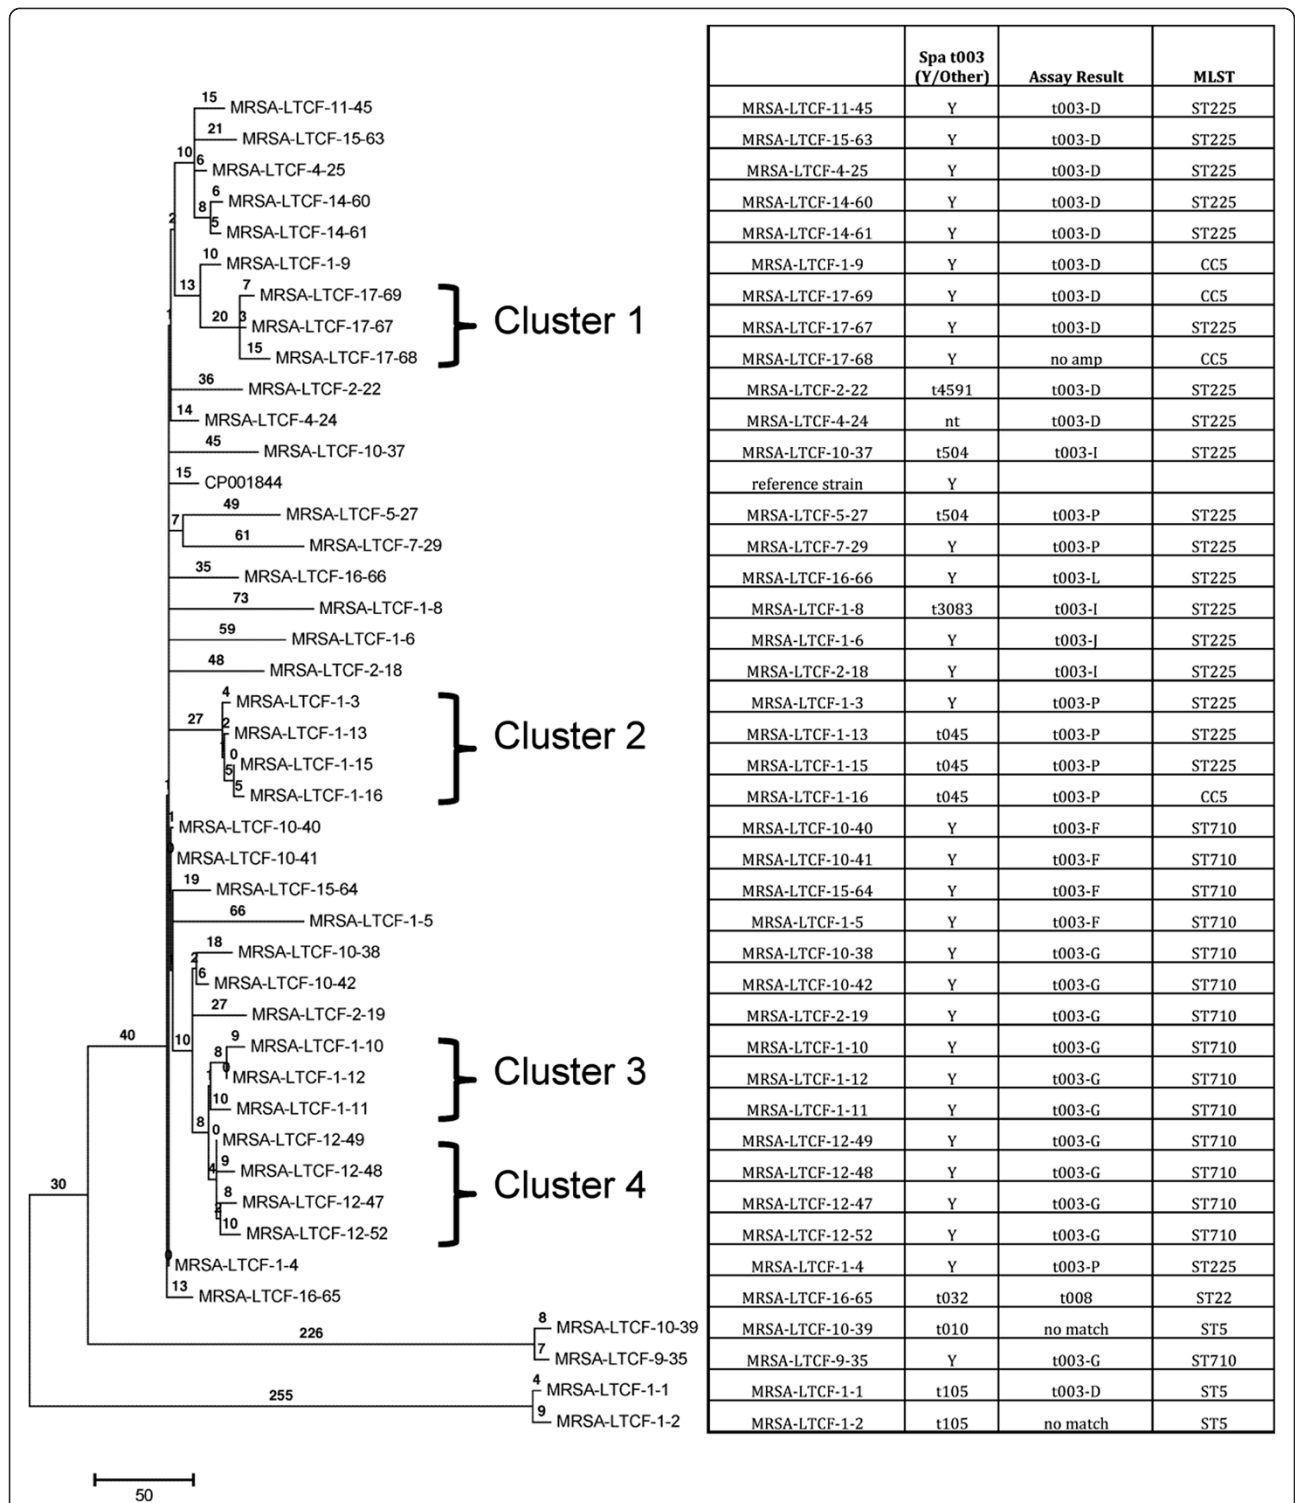 Spa t003
(Y/Other) Assay Result MLST
15 MRSA-LTCF-11-45 MRSA-LTCF-11-45 Y t003-D ST225
21 MRSA-LTCF-15-63 MRSA-LTCF-15-63 Y t003-D ST225
10 6 MRSA-LTCF-4-25 MRSA-LTCF-4-25 Y t003-D ST225
6 MRSA-LTCF-14-60 MRSA-LTCF-14-60 Y t003-D ST225
2 8 5 MRSA-LTCF-14-61 MRSA-LTCF-14-61 Y t003-D ST225
10 MRSA-LTCF-1-9 MRSA-LTCF-1-9 Y t003-D CC5
13 7 MRSA-LTCF-17-69 MRSA-LTCF-17-69 Y t003-D CC5
1 20 3 MRSA-LTCF-17-67 Cluster 1 MRSA-LTCF-17-67 Y t003-D ST225
15 MRSA-LTCF-17-68 MRSA-LTCF-17-68 Y no amp CC5
36 MRSA-LTCF-2-22 MRSA-LTCF-2-22 t4591 t003-D ST225
14 MRSA-LTCF-4-24 MRSA-LTCF-4-24 nt t003-D ST225
45 MRSA-LTCF-10-37 MRSA-LTCF-10-37 t504 t003-I ST225
15 CP001844 reference strain Y
49 MRSA-LTCF-5-27 MRSA-LTCF-5-27 t504 t003-P ST225
7 61 MRSA-LTCF-7-29 MRSA-LTCF-7-29 Y t003-P ST225
35 MRSA-LTCF-16-66 MRSA-LTCF-16-66 Y t003-L ST225
73 MRSA-LTCF-1-8 MRSA-LTCF-1-8 t3083 t003-I ST225
59 MRSA-LTCF-1-6 MRSA-LTCF-1-6 Y t003-J ST225
48 MRSA-LTCF-2-18 MRSA-LTCF-2-18 Y t003-I ST225
4 MRSA-LTCF-1-3 MRSA-LTCF-1-3 Y t003-P ST225
27 2 MRSA-LTCF-1-13 Cluster 2 MRSA-LTCF-1-13 t045 t003-P ST225
1 0 MRSA-LTCF-1-15 MRSA-LTCF-1-15 t045 t003-P ST225
1 5 5 MRSA-LTCF-1-16 MRSA-LTCF-1-16 t045 t003-P CC5
1 MRSA-LTCF-10-40 MRSA-LTCF-10-40 Y t003-F ST710
0 MRSA-LTCF-10-41 MRSA-LTCF-10-41 Y t003-F ST710
19 MRSA-LTCF-15-64 MRSA-LTCF-15-64 Y t003-F ST710
66 MRSA-LTCF-1-5 MRSA-LTCF-1-5 Y t003-F ST710
18 MRSA-LTCF-10-38 MRSA-LTCF-10-38 Y t003-G ST710
2 6 MRSA-LTCF-10-42 MRSA-LTCF-10-42 Y t003-G ST710
27 MRSA-LTCF-2-19 MRSA-LTCF-2-19 Y t003-G ST710
40 10 9 MRSA-LTCF-1-10 MRSA-LTCF-1-10 Y t003-G ST710
8 0 MRSA-LTCF-1-12 Cluster 3 MRSA-LTCF-1-12 Y t003-G ST710
1 10 MRSA-LTCF-1-11 MRSA-LTCF-1-11 Y t003-G ST710
8 0 MRSA-LTCF-12-49 MRSA-LTCF-12-49 Y t003-G ST710
4 9 MRSA-LTCF-12-48 Cluster 4 MRSA-LTCF-12-48 Y t003-G ST710
30 8 MRSA-LTCF-12-47 MRSA-LTCF-12-47 Y t003-G ST710
2 10 MRSA-LTCF-12-52 MRSA-LTCF-12-52 Y t003-G ST710
0 MRSA-LTCF-1-4 MRSA-LTCF-1-4 Y t003-P ST225
13 MRSA-LTCF-16-65 MRSA-LTCF-16-65 t032 t008 ST22
226 8 MRSA-LTCF-10-39 MRSA-LTCF-10-39 t010 no match ST5
7 MRSA-LTCF-9-35 MRSA-LTCF-9-35 Y t003-G ST710
255 4 MRSA-LTCF-1-1 MRSA-LTCF-1-1 t105 t003-D ST5
9 MRSA-LTCF-1-2 MRSA-LTCF-1-2 t105 no match ST5
50